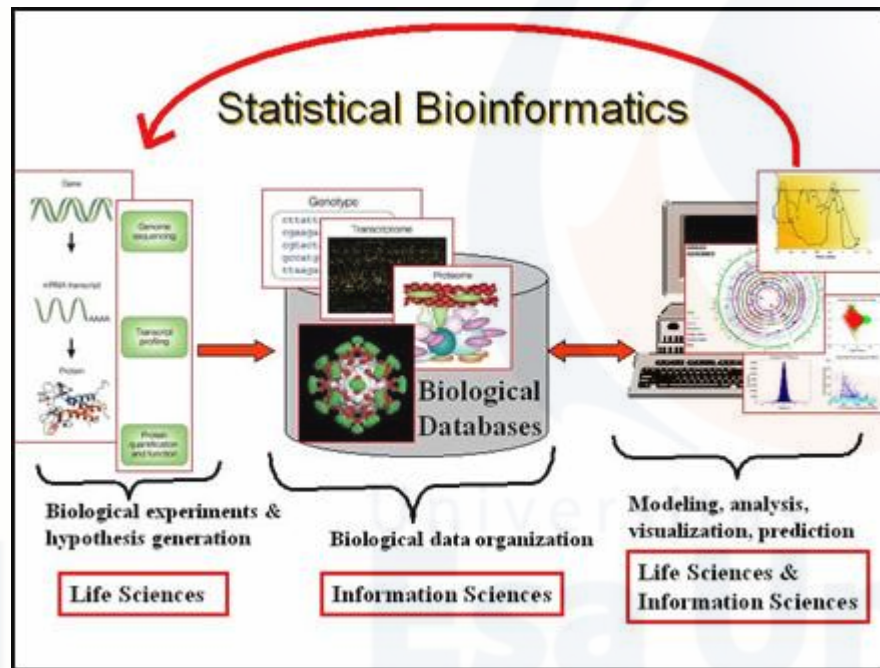 Statistical Bioinformatics
Gene
mRNA transcript
AAAA
Protein
Genome
sequencing
Transcript
profiling
Protein
quantification
and function
Genotype
Transcriptome
Proteome
Biological
Databases
Biological experiments &
hypothesis generation
Life Sciences
Biological data organization
Information Sciences
Modeling, analysis,
visualization, prediction
Life Sciences &
Information Sciences